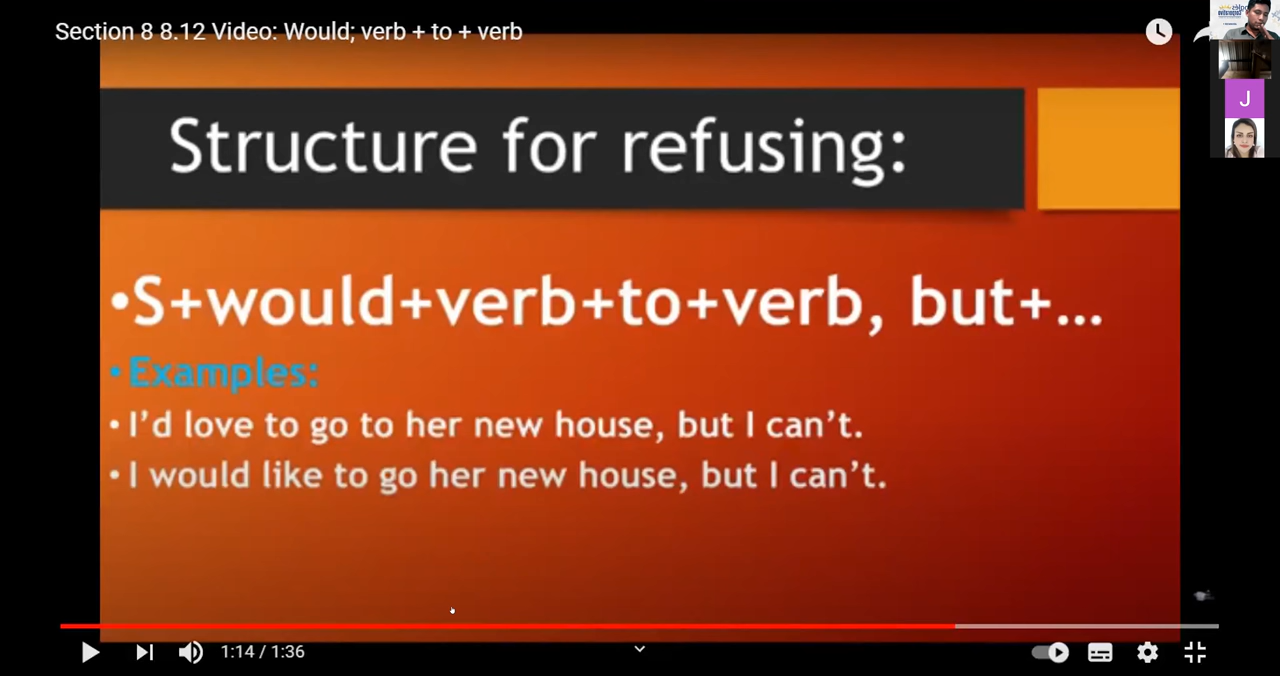 Section 8 8.12 Video: Would; verb + to + verb
Structure for refusing:
•S+would+verb+to+verb, but+...
• Examples:
• I'd love to go to her new house, but I can't.
• I would like to go her new house, but I can't.
J
1:14 / 1:36